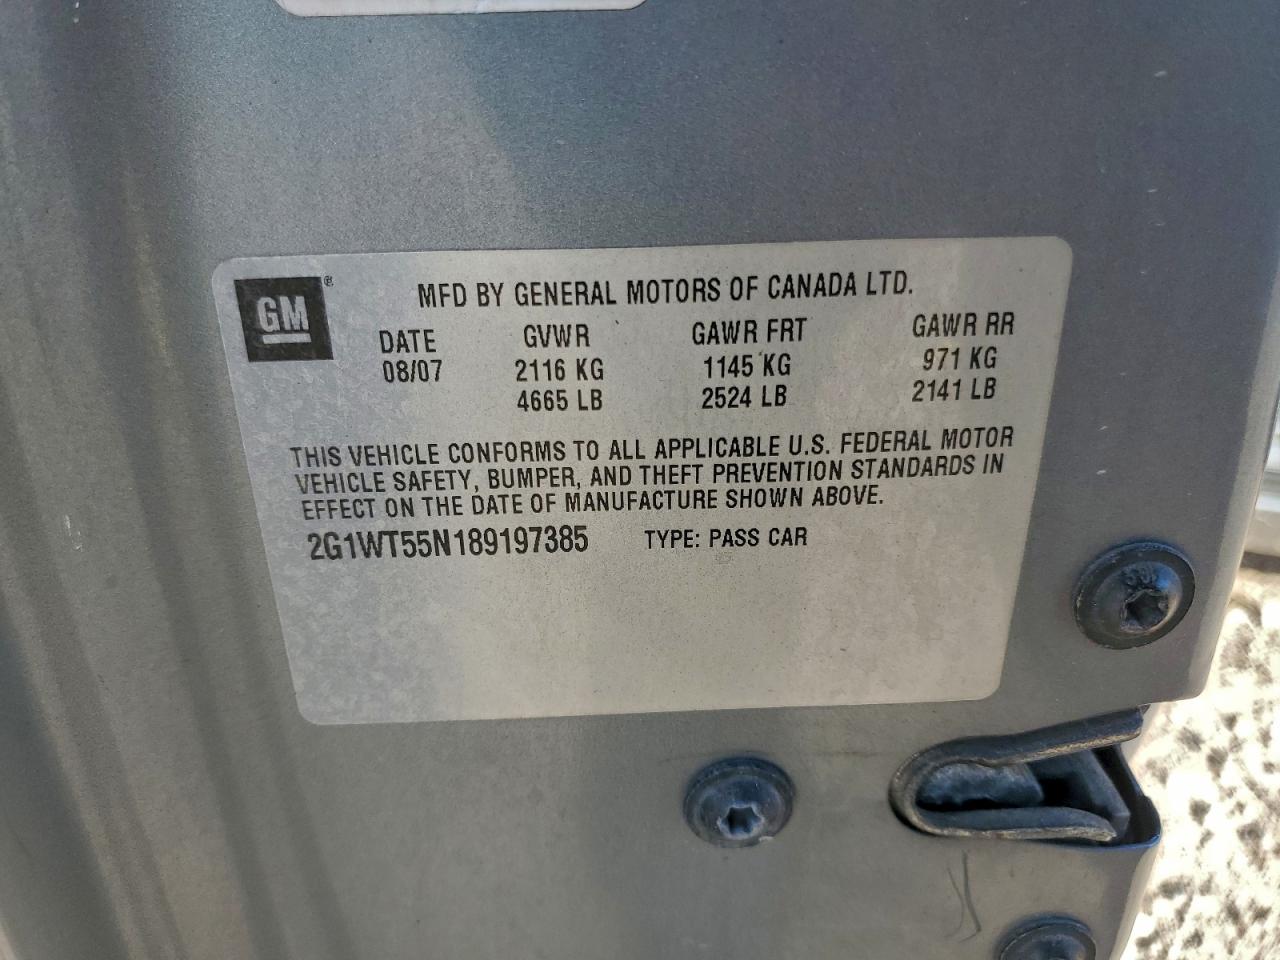 GM ®
MFD BY GENERAL MOTORS OF CANADA LTD.
DATE GVWR GAWR FRT GAWR RR
08/07 2116 KG 1145 KG 971 KG
4665 LB 2524 LB 2141 LB
THIS VEHICLE CONFORMS TO ALL APPLICABLE U.S. FEDERAL MOTOR
VEHICLE SAFETY, BUMPER, AND THEFT PREVENTION STANDARDS IN
EFFECT ON THE DATE OF MANUFACTURE SHOWN ABOVE.
2G1WT55N189197385 TYPE: PASS CAR